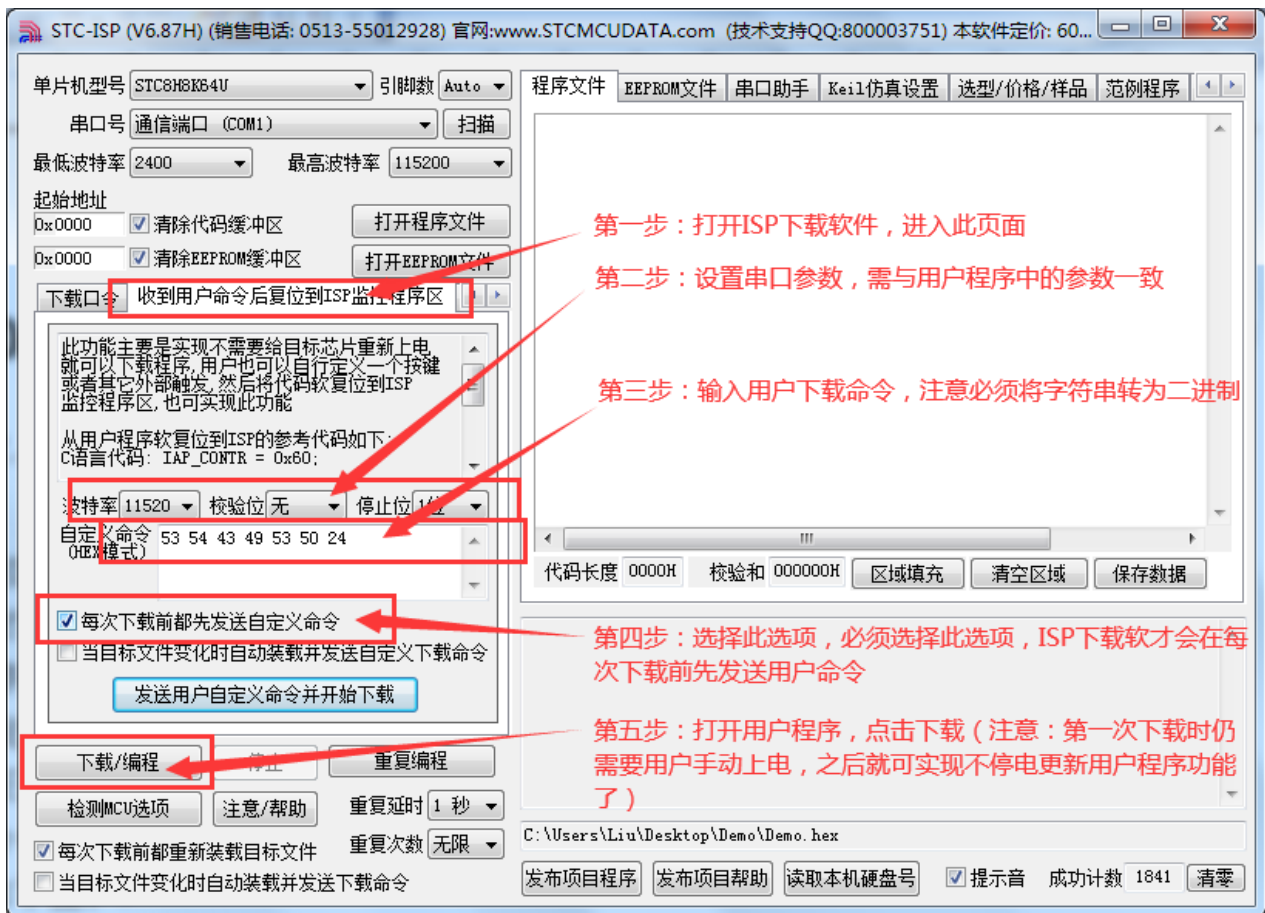 STC-ISP (V6.87H) (销售电话: 0513-55012928) 官网:www.STCMCUDATA.com (技术支持QQ:800003751) 本软件定价: 60...
单片机型号 STC8H8K64U 引脚数 Auto
串口号 通信端口 (COM1) 扫描
最低波特率 2400 最高波特率 115200
起始地址
0x0000 清除代码缓冲区 打开程序文件
0x0000 清除EEPROM缓冲区 打开EEPROM文件
下载口令 收到用户命令后复位到ISP监控程序区
此功能主要是实现不需要给目标芯片重新上电
就可以下载程序,用户也可以自行定义一个按键
或者其它外部触发,然后将代码软复位到ISP
监控程序区,也可实现此功能
从用户程序软复位到ISP的参考代码如下:
C语言代码: IAP_CONTR = 0x60;
波特率 11520 校验位 无 停止位 1位
自定义命令 53 54 43 49 53 50 24
(HEX模式)
每次下载前都先发送自定义命令
当目标文件变化时自动装载并发送自定义下载命令
发送用户自定义命令并开始下载
下载/编程 停止 重复编程
检测MCU选项 注意/帮助 重复延时 1 秒
每次下载前都重新装载目标文件 重复次数 无限
当目标文件变化时自动装载并发送下载命令
程序文件 EEPROM文件 串口助手 Keil仿真设置 选型/价格/样品 范例程序
第一步：打开ISP下载软件，进入此页面
第二步：设置串口参数，需与用户程序中的参数一致
第三步：输入用户下载命令，注意必须将字符串转为二进制
代码长度 0000H 校验和 000000H 区域填充 清空区域 保存数据
第四步：选择此选项，必须选择此选项，ISP下载软才会在每
次下载前先发送用户命令
第五步：打开用户程序，点击下载（注意：第一次下载时仍
需要用户手动上电，之后就可实现不停电更新用户程序功能
了）
C:\Users\Liu\Desktop\Demo\Demo.hex
发布项目程序 发布项目帮助 读取本机硬盘号 提示音 成功计数 1841 清零